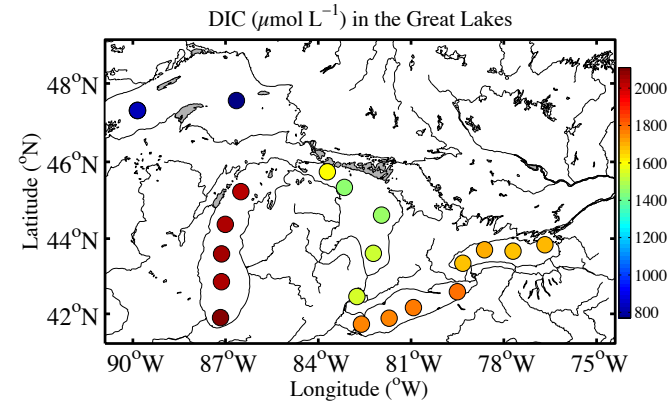 DIC (μmol L⁻¹) in the Great Lakes
48°N
46°N
44°N
42°N
Latitude (°N)
90°W 87°W 84°W 81°W 78°W 75°W
Longitude (°W)
2000
1800
1600
1400
1200
1000
800